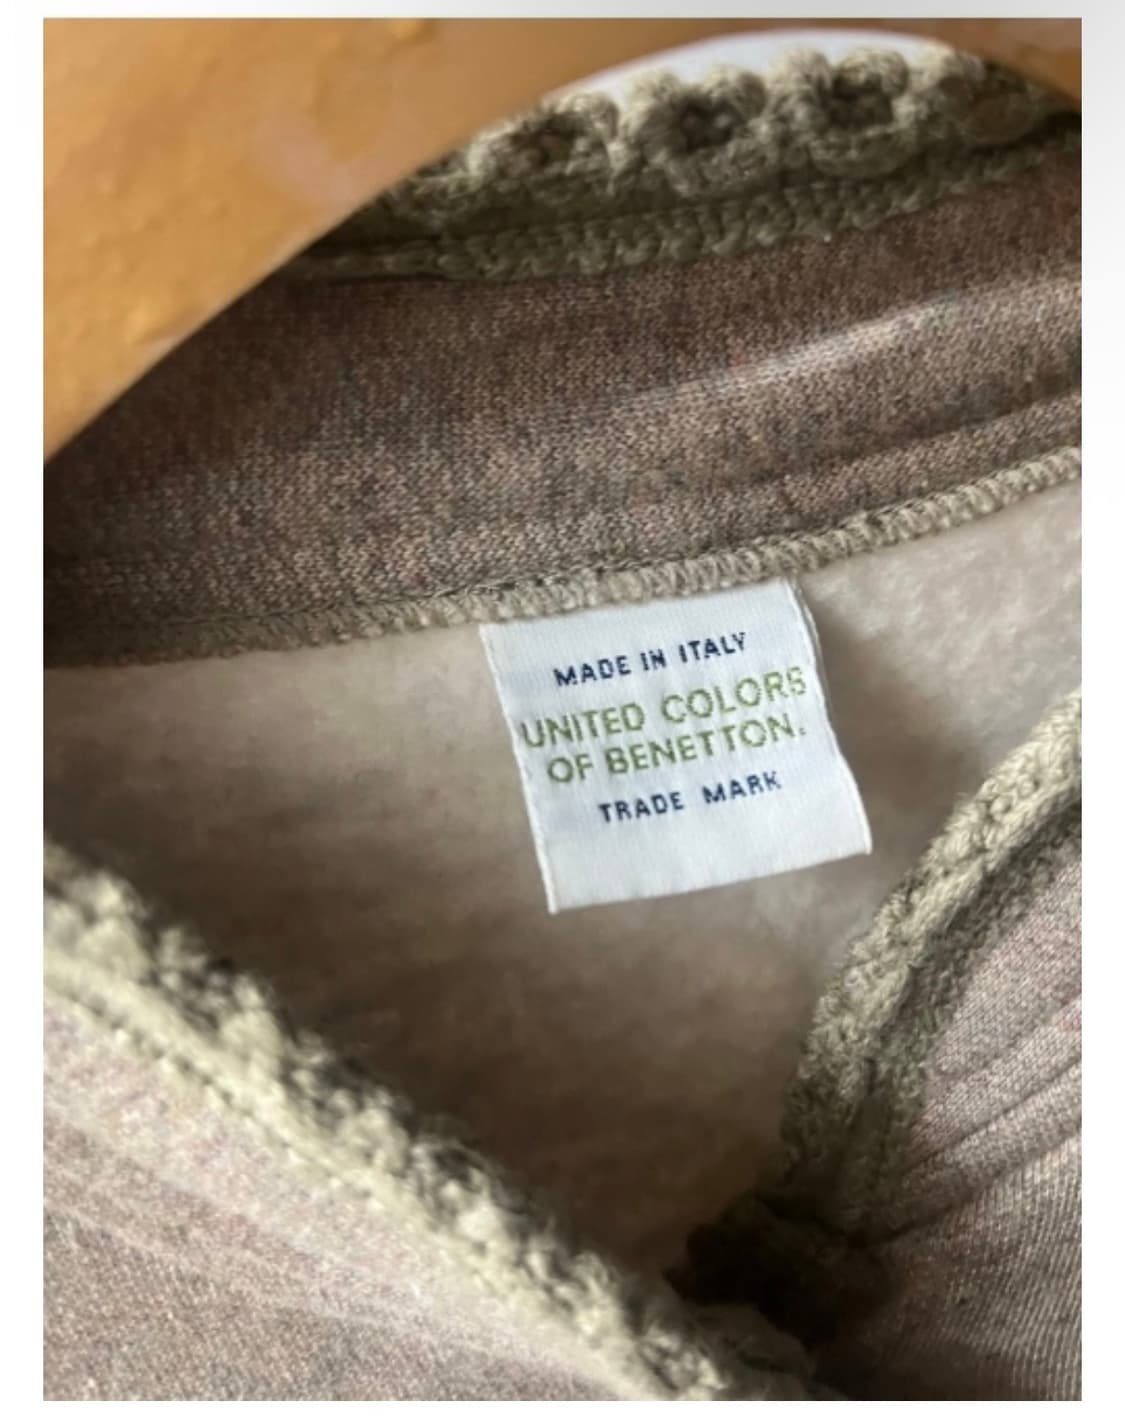 MADE IN ITALY
UNITED COLORS
OF BENETTON.
TRADE MARK